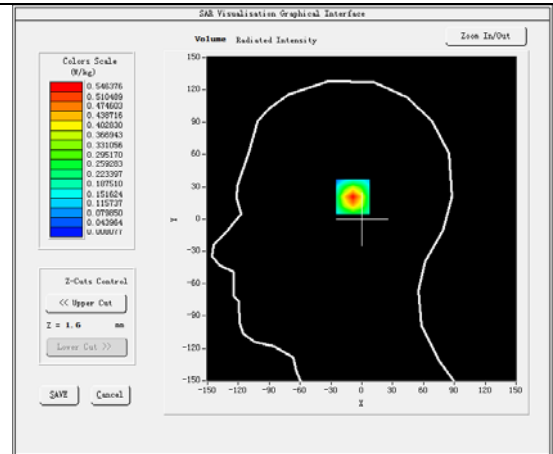 SAR Visualisation Graphical Interface
Volume Radiated Intensity
Zoom In/Out
Colors Scale
(W/kg)
0.546376
0.510489
0.474603
0.438716
0.402830
0.366943
0.331056
0.295170
0.259283
0.223397
0.187510
0.151624
0.115737
0.079850
0.043964
0.008077
Z-Cuts Control
<< Upper Cut
Z = 1.6 mm
Lower Cut >>
SAVE Cancel
150
120
90
60
30
0
-30
-60
-90
-120
-150
Y
-150 -120 -90 -60 -30 0 30 60 90 120 150
X